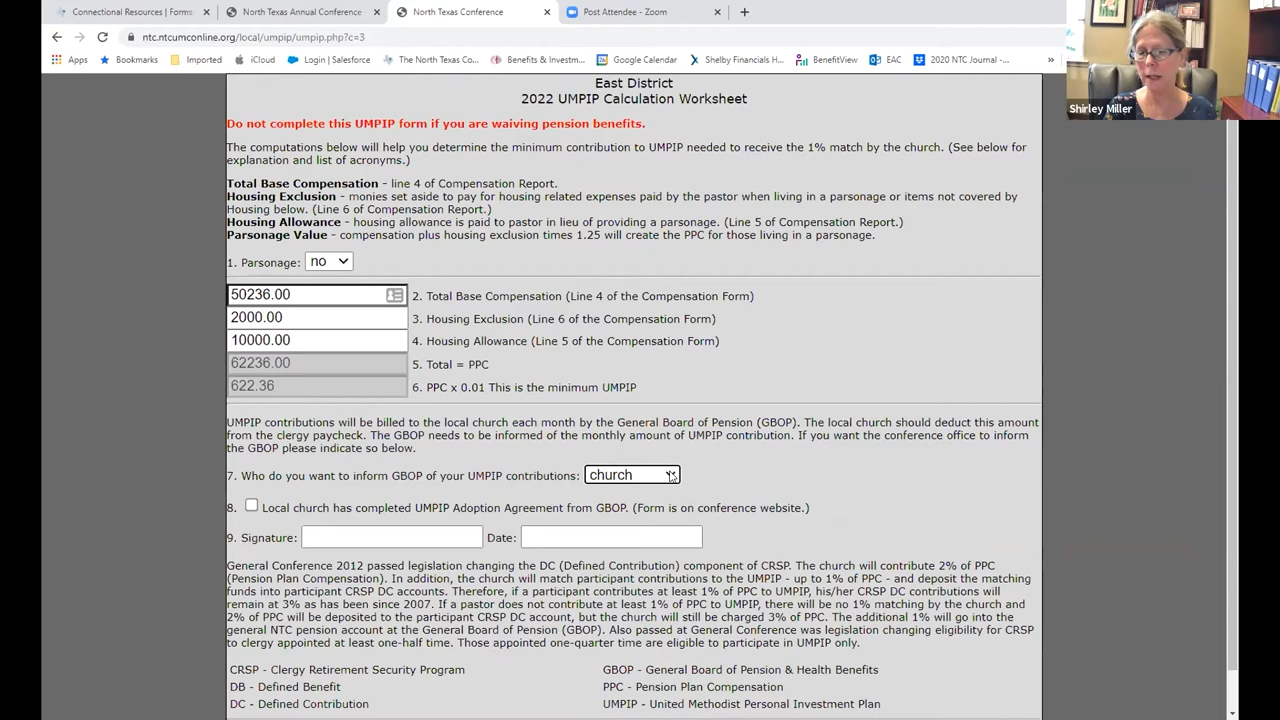 Connectional Resources | Forms
North Texas Annual Conference
North Texas Conference
Post Attendee - Zoom
ntc.ntcumconline.org/local/umpip/umpip.php?c=3
Apps
Bookmarks
Imported
iCloud
Login | Salesforce
The North Texas Co...
Benefits & Investm...
Google Calendar
Shelby Financials H...
BenefitView
EAC
2020 NTC Journal -...
»
Shirley Miller
East District
2022 UMPIP Calculation Worksheet
Do not complete this UMPIP form if you are waiving pension benefits.
The computations below will help you determine the minimum contribution to UMPIP needed to receive the 1% match by the church. (See below for
explanation and list of acronyms.)
Total Base Compensation - line 4 of Compensation Report.
Housing Exclusion - monies set aside to pay for housing related expenses paid by the pastor when living in a parsonage or items not covered by
Housing below. (Line 6 of Compensation Report.)
Housing Allowance - housing allowance is paid to pastor in lieu of providing a parsonage. (Line 5 of Compensation Report.)
Parsonage Value - compensation plus housing exclusion times 1.25 will create the PPC for those living in a parsonage.
1. Parsonage: no
50236.00 2. Total Base Compensation (Line 4 of the Compensation Form)
2000.00 3. Housing Exclusion (Line 6 of the Compensation Form)
10000.00 4. Housing Allowance (Line 5 of the Compensation Form)
62236.00 5. Total = PPC
622.36 6. PPC x 0.01 This is the minimum UMPIP
UMPIP contributions will be billed to the local church each month by the General Board of Pension (GBOP). The local church should deduct this amount
from the clergy paycheck. The GBOP needs to be informed of the monthly amount of UMPIP contribution. If you want the conference office to inform
the GBOP please indicate so below.
7. Who do you want to inform GBOP of your UMPIP contributions: church
8. Local church has completed UMPIP Adoption Agreement from GBOP. (Form is on conference website.)
9. Signature: Date:
General Conference 2012 passed legislation changing the DC (Defined Contribution) component of CRSP. The church will contribute 2% of PPC
(Pension Plan Compensation). In addition, the church will match participant contributions to the UMPIP - up to 1% of PPC - and deposit the matching
funds into participant CRSP DC accounts. Therefore, if a participant contributes at least 1% of PPC to UMPIP, his/her CRSP DC contributions will
remain at 3% as has been since 2007. If a pastor does not contribute at least 1% of PPC to UMPIP, there will be no 1% matching by the church and
2% of PPC will be deposited to the participant CRSP DC account, but the church will still be charged 3% of PPC. The additional 1% will go into the
general NTC pension account at the General Board of Pension (GBOP). Also passed at General Conference was legislation changing eligibility for CRSP
to clergy appointed at least one-half time. Those appointed one-quarter time are eligible to participate in UMPIP only.
CRSP - Clergy Retirement Security Program GBOP - General Board of Pension & Health Benefits
DB - Defined Benefit PPC - Pension Plan Compensation
DC - Defined Contribution UMPIP - United Methodist Personal Investment Plan